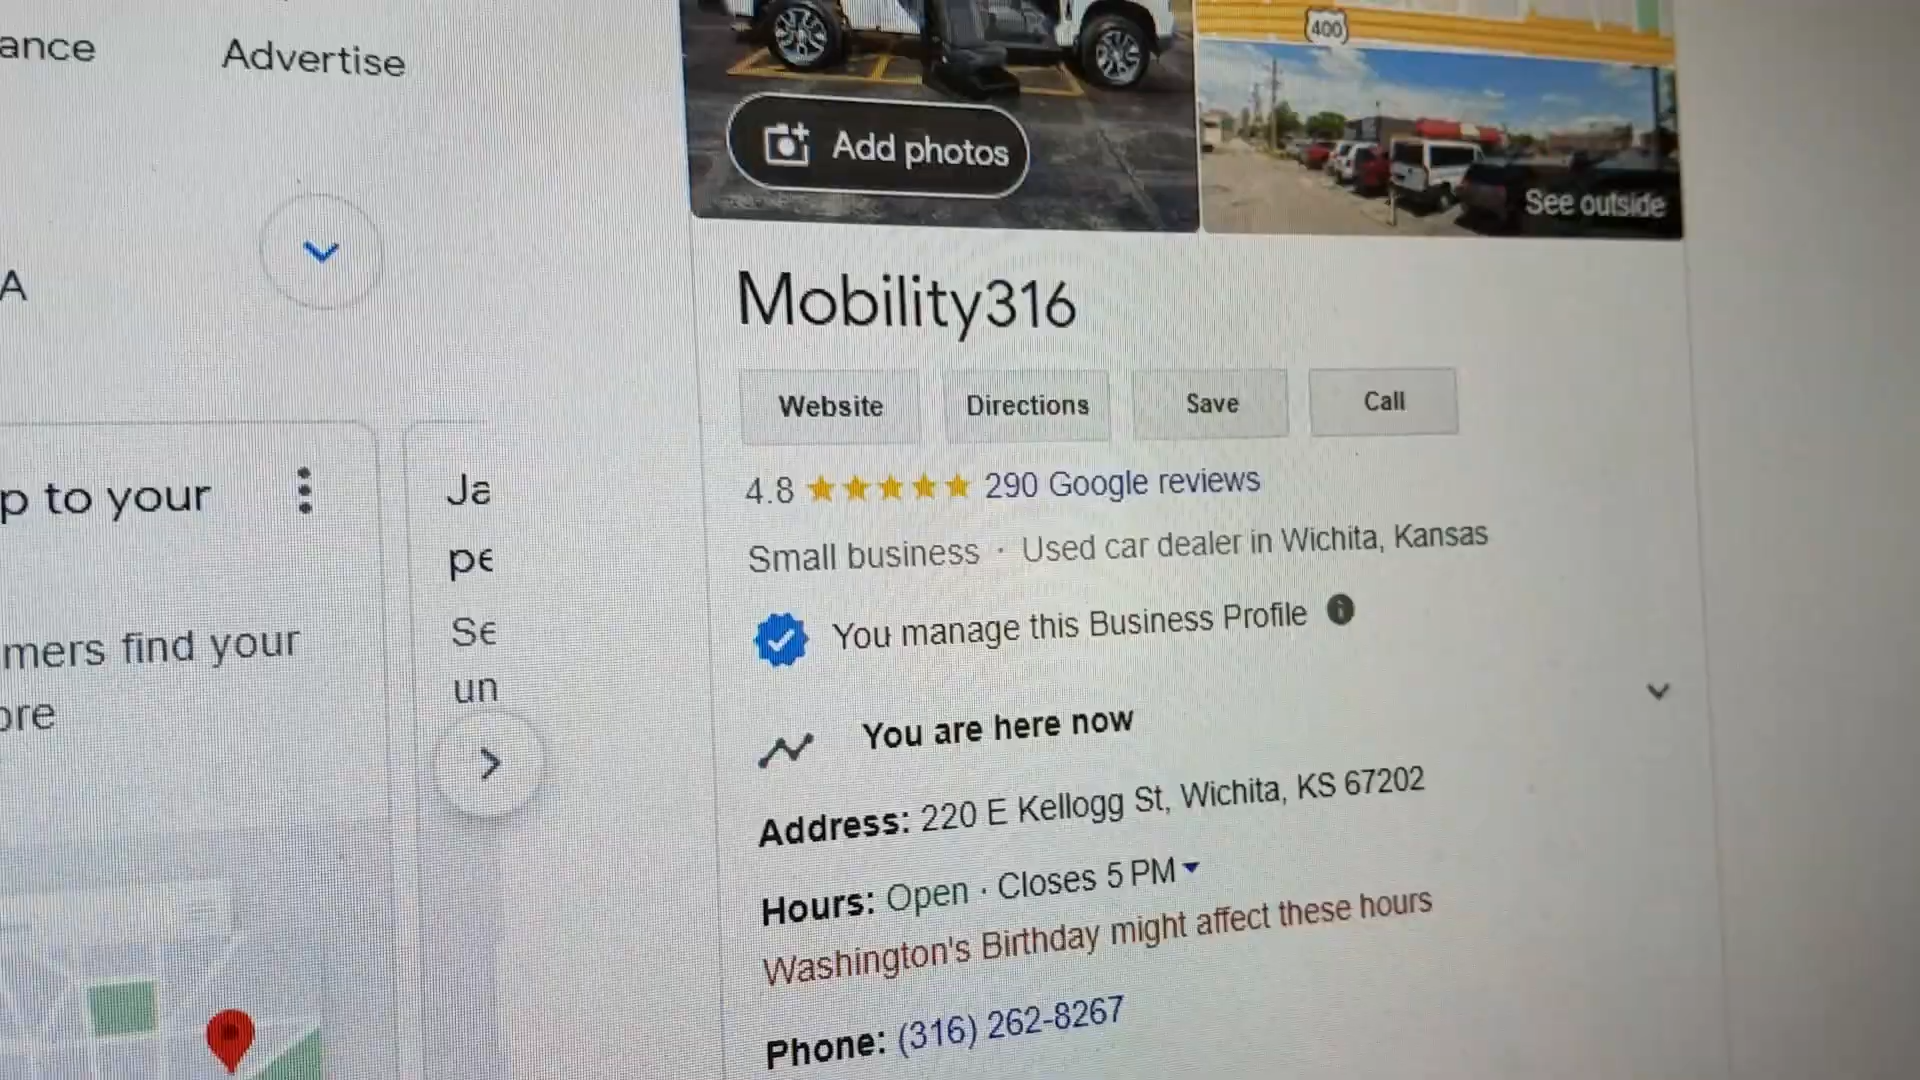 ance
Advertise
A
p to your
mers find your
ore
Ja
pe
Se
un
400
Add photos
See outside
Mobility316
Website
Directions
Save
Call
4.8
290 Google reviews
Small business · Used car dealer in Wichita, Kansas
You manage this Business Profile
You are here now
Address: 220 E Kellogg St, Wichita, KS 67202
Hours: Open · Closes 5 PM
Washington's Birthday might affect these hours
Phone: (316) 262-8267